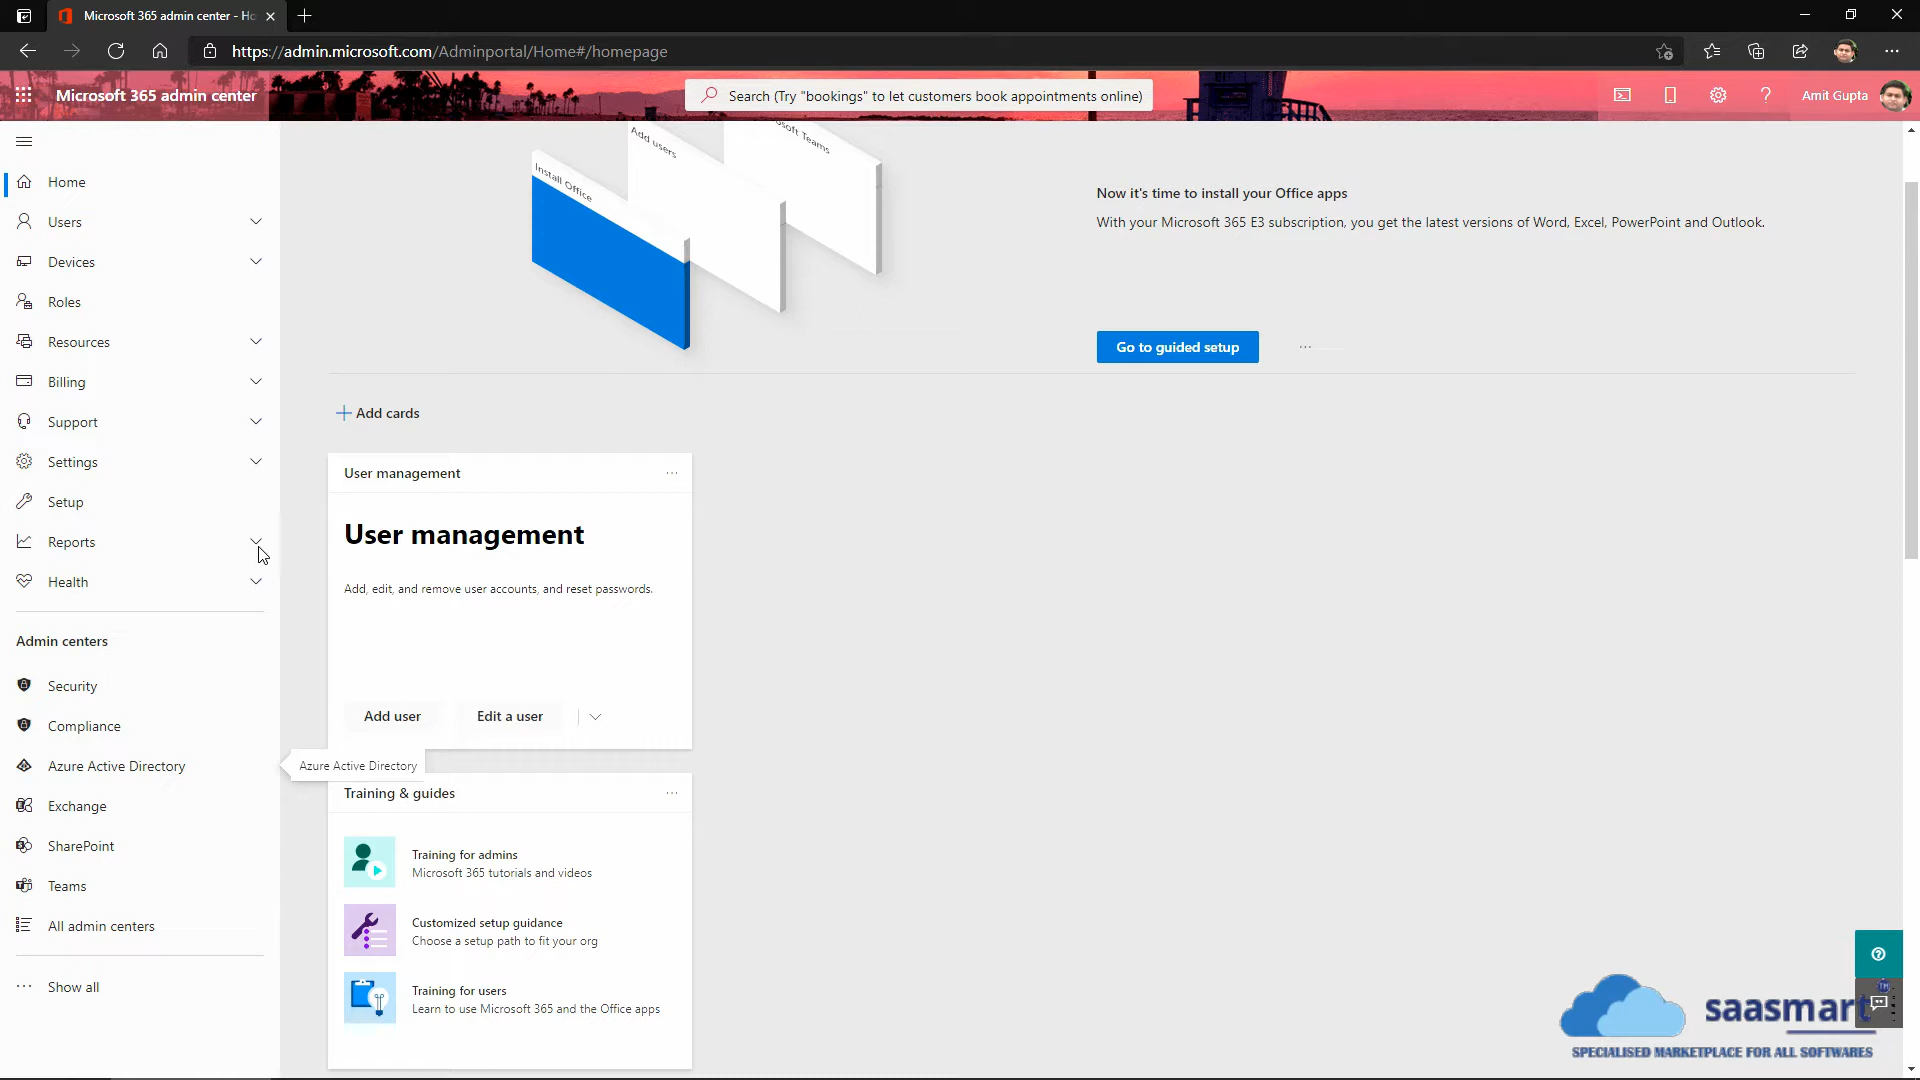 Microsoft 365 admin center - Ho
https://admin.microsoft.com/Adminportal/Home#/homepage
Microsoft 365 admin center
Search (Try "bookings" to let customers book appointments online)
Amit Gupta
Home
Users
Devices
Roles
Resources
Billing
Support
Settings
Setup
Reports
Health
Admin centers
Security
Compliance
Azure Active Directory
Exchange
SharePoint
Teams
All admin centers
Show all
Install Office
Add users
soft Teams
Now it's time to install your Office apps
With your Microsoft 365 E3 subscription, you get the latest versions of Word, Excel, PowerPoint and Outlook.
Go to guided setup
Add cards
User management
User management
Add, edit, and remove user accounts, and reset passwords.
Add user
Edit a user
Azure Active Directory
Training & guides
Training for admins
Microsoft 365 tutorials and videos
Customized setup guidance
Choose a setup path to fit your org
Training for users
Learn to use Microsoft 365 and the Office apps
saasmart
SPECIALISED MARKETPLACE FOR ALL SOFTWARES